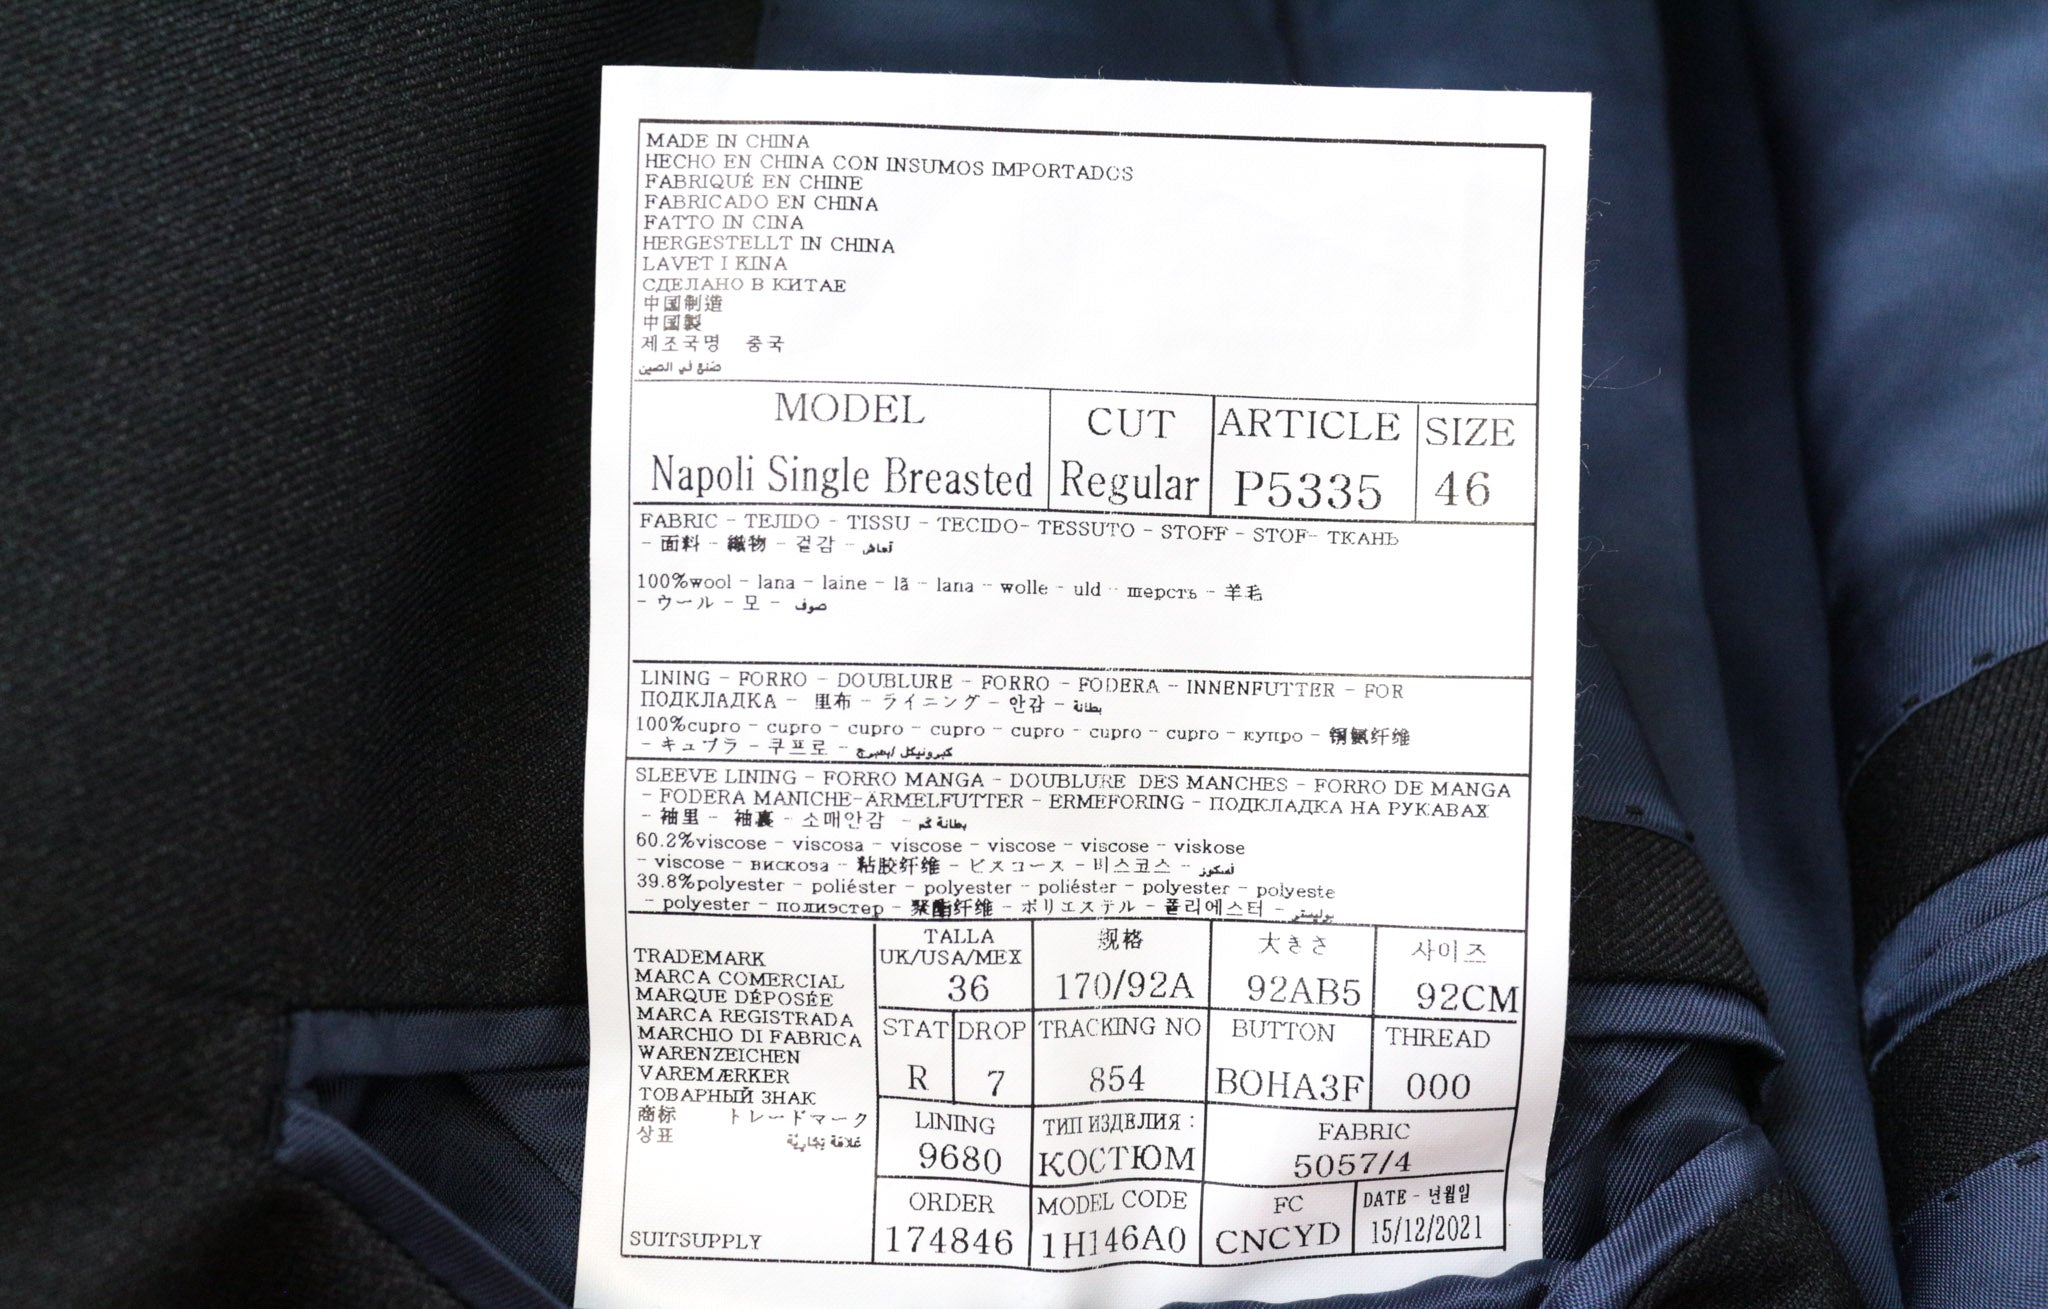 MADE IN CHINA
HECHO EN CHINA CON INSUMOS IMPORTADOS
FABRIQUÉ EN CHINE
FABRICADO EN CHINA
FATTO IN CINA
HERGESTELLT IN CHINA
LAVET I KINA
СДЕЛАНО В КИТАЕ
中国制造
中国製
제조국명 중국
صنع في الصين
MODEL
Napoli Single Breasted
CUT
Regular
ARTICLE
P5335
SIZE
46
FABRIC - TEJIDO - TISSU - TECIDO- TESSUTO - STOFF - STOF- ТКАНЬ
- 面料 - 織物 - 겉감 - قماش
100%wool - lana - laine - lã - lana - wolle - uld - шерсть - 羊毛
- ウール - 모 - صوف
LINING - FORRO - DOUBLURE - FORRO - FODERA - INNENFUTTER - FOR
ПОДКЛАДКА - 里布 - ライニング - 안감 - بطانة
100%cupro - cupro - cupro - cupro - cupro - cupro - cupro - купро - 铜氨纤维
- キュプラ - 쿠프로 -
SLEEVE LINING - FORRO MANGA - DOUBLURE DES MANCHES - FORRO DE MANGA
- FODERA MANICHE-ÄRMELFUTTER - ERMEFORING - ПОДКЛАДКА НА РУКАВАХ
- 袖里 - 袖裏 - 소매안감 - بطانة كم
60.2%viscose - viscosa - viscose - viscose - viscose - viskose
- viscose - вискоза - 粘胶纤维 - ビスコース - 비스코스 -
39.8%polyester - poliéster - polyester - poliéster - polyester - polyeste
- polyester - полиэстер - 聚酯纤维 - ポリエステル - 폴리에스터 - بوليستر
TRADEMARK
MARCA COMERCIAL
MARQUE DÉPOSÉE
MARCA REGISTRADA
MARCHIO DI FABRICA
WARENZEICHEN
VAREMÆRKER
ТОВАРНЫЙ ЗНАК
商标 トレードマーク
상표 علامة تجارية
SUITSUPPLY
TALLA
UK/USA/MEX
36
规格
170/92A
大きさ
92AB5
사이즈
92CM
STAT
R
DROP
7
TRACKING NO
854
BUTTON
BOHA3F
THREAD
000
LINING
9680
ТИП ИЗДЕЛИЯ :
КОСТЮМ
FABRIC
5057/4
ORDER
174846
MODEL CODE
1H146A0
FC
CNCYD
DATE - 년월일
15/12/2021